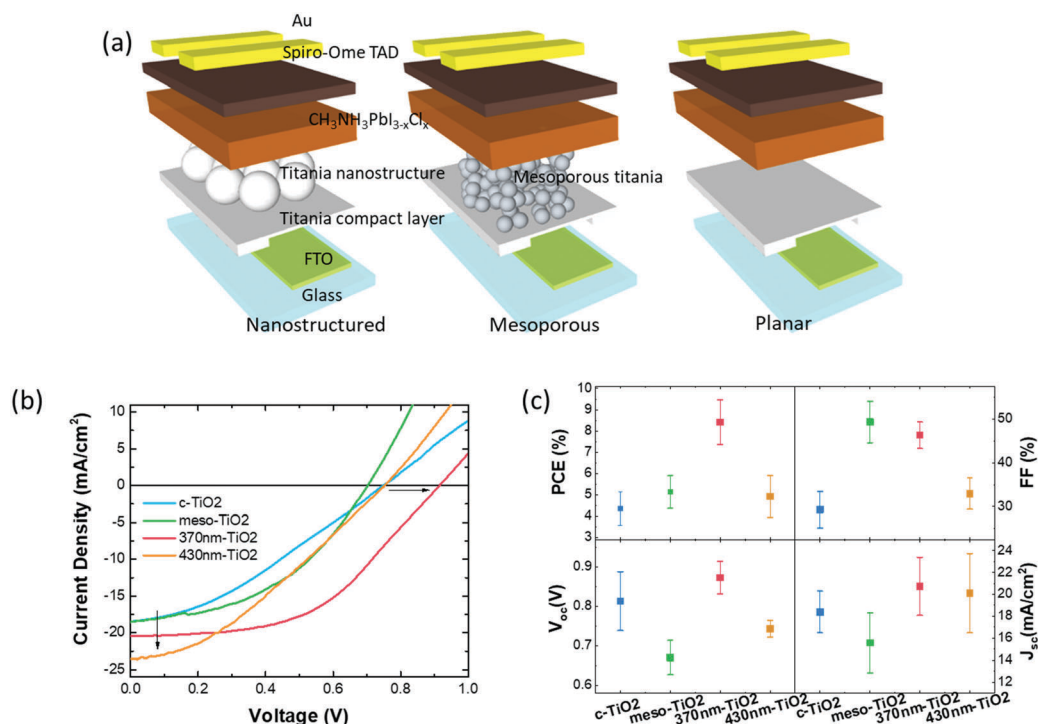 (a)
Au
Spiro-Ome TAD
CH3NH3PbI3-xClx
Titania nanostructure
Mesoporous titania
Titania compact layer
FTO
Glass
Nanostructured
Mesoporous
Planar
(b)
Current Density (mA/cm²)
10
5
0
-5
-10
-15
-20
-25
c-TiO2
meso-TiO2
370nm-TiO2
430nm-TiO2
0.0 0.2 0.4 0.6 0.8 1.0
Voltage (V)
(c)
PCE (%)
10
9
8
7
6
5
4
3
FF (%)
50
40
30
Voc(V)
0.9
0.8
0.7
0.6
Jsc(mA/cm²)
24
22
20
18
16
14
12
c-TiO2 meso-TiO2 370nm-TiO2 430nm-TiO2 c-TiO2 meso-TiO2 370nm-TiO2 430nm-TiO2